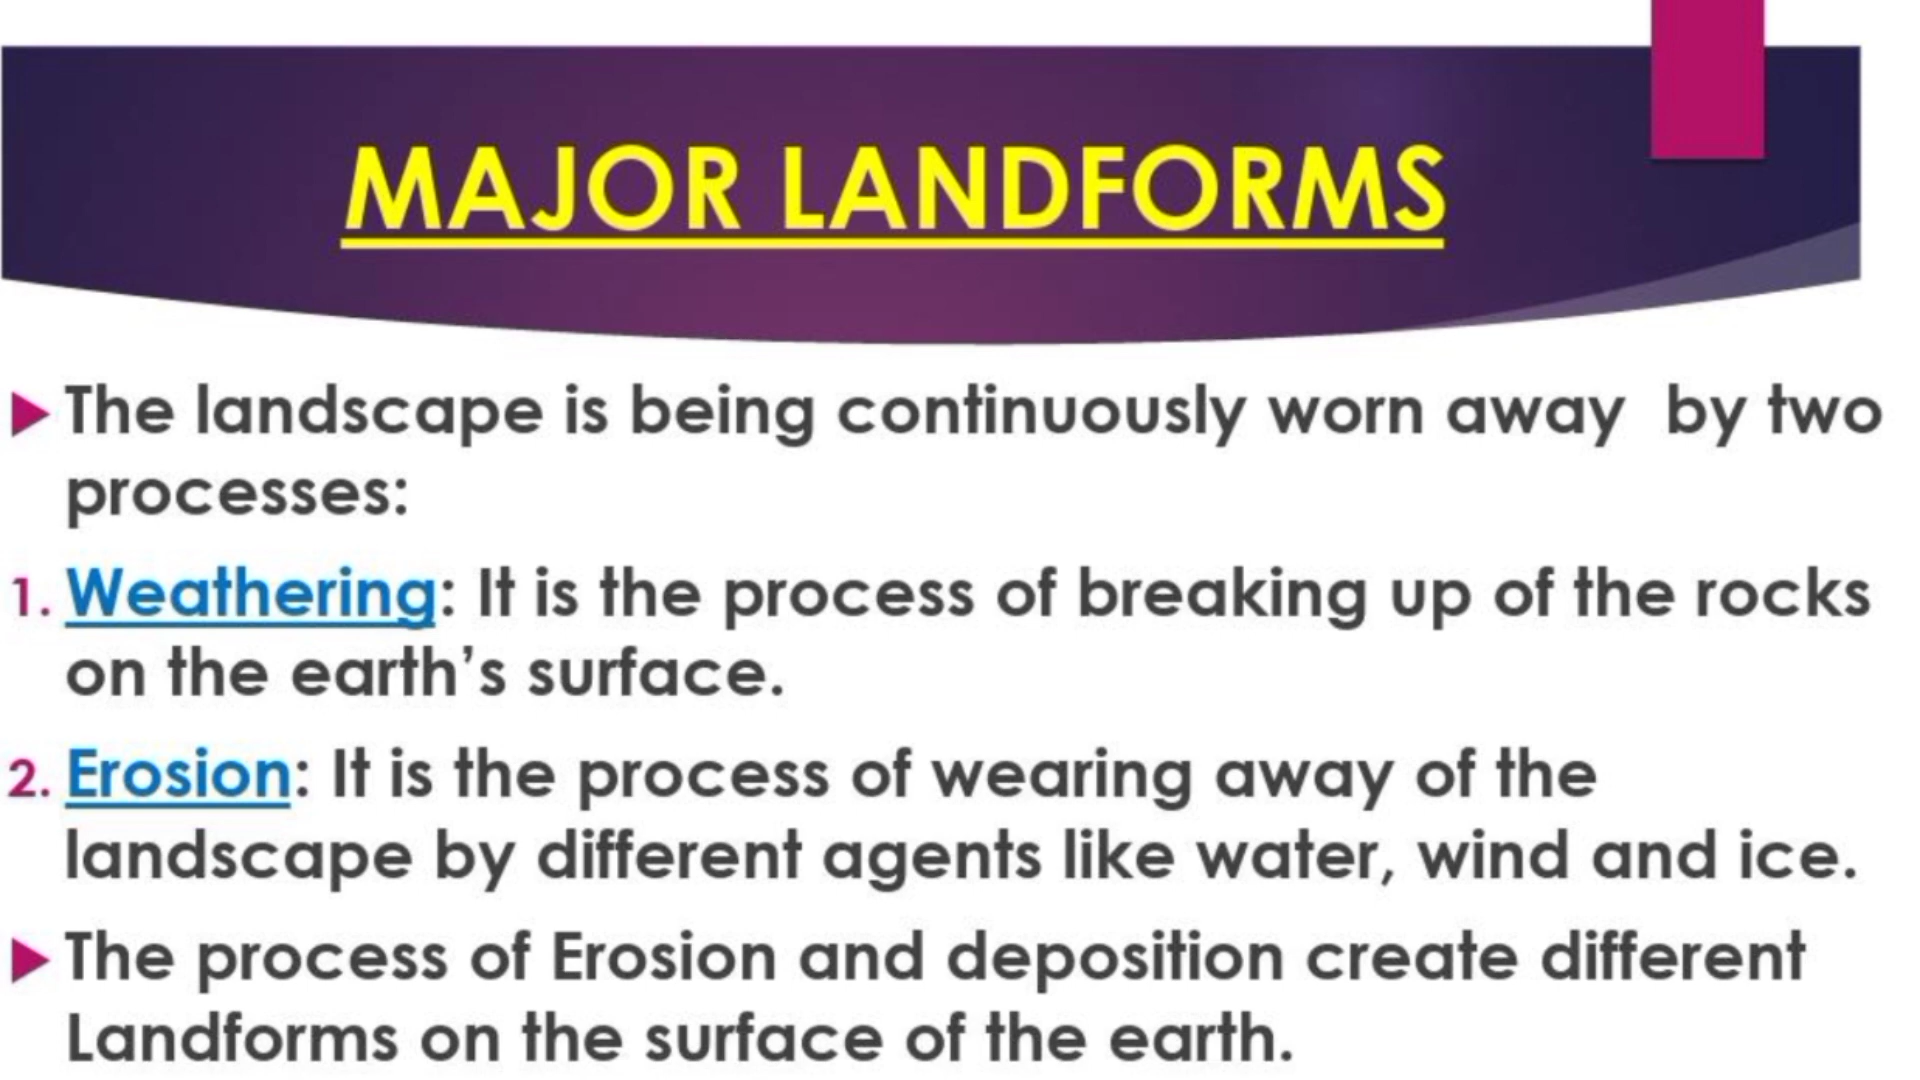 MAJOR LANDFORMS
The landscape is being continuously worn away by two
processes:
1. Weathering: It is the process of breaking up of the rocks
on the earth’s surface.
2. Erosion: It is the process of wearing away of the
landscape by different agents like water, wind and ice.
The process of Erosion and deposition create different
Landforms on the surface of the earth.